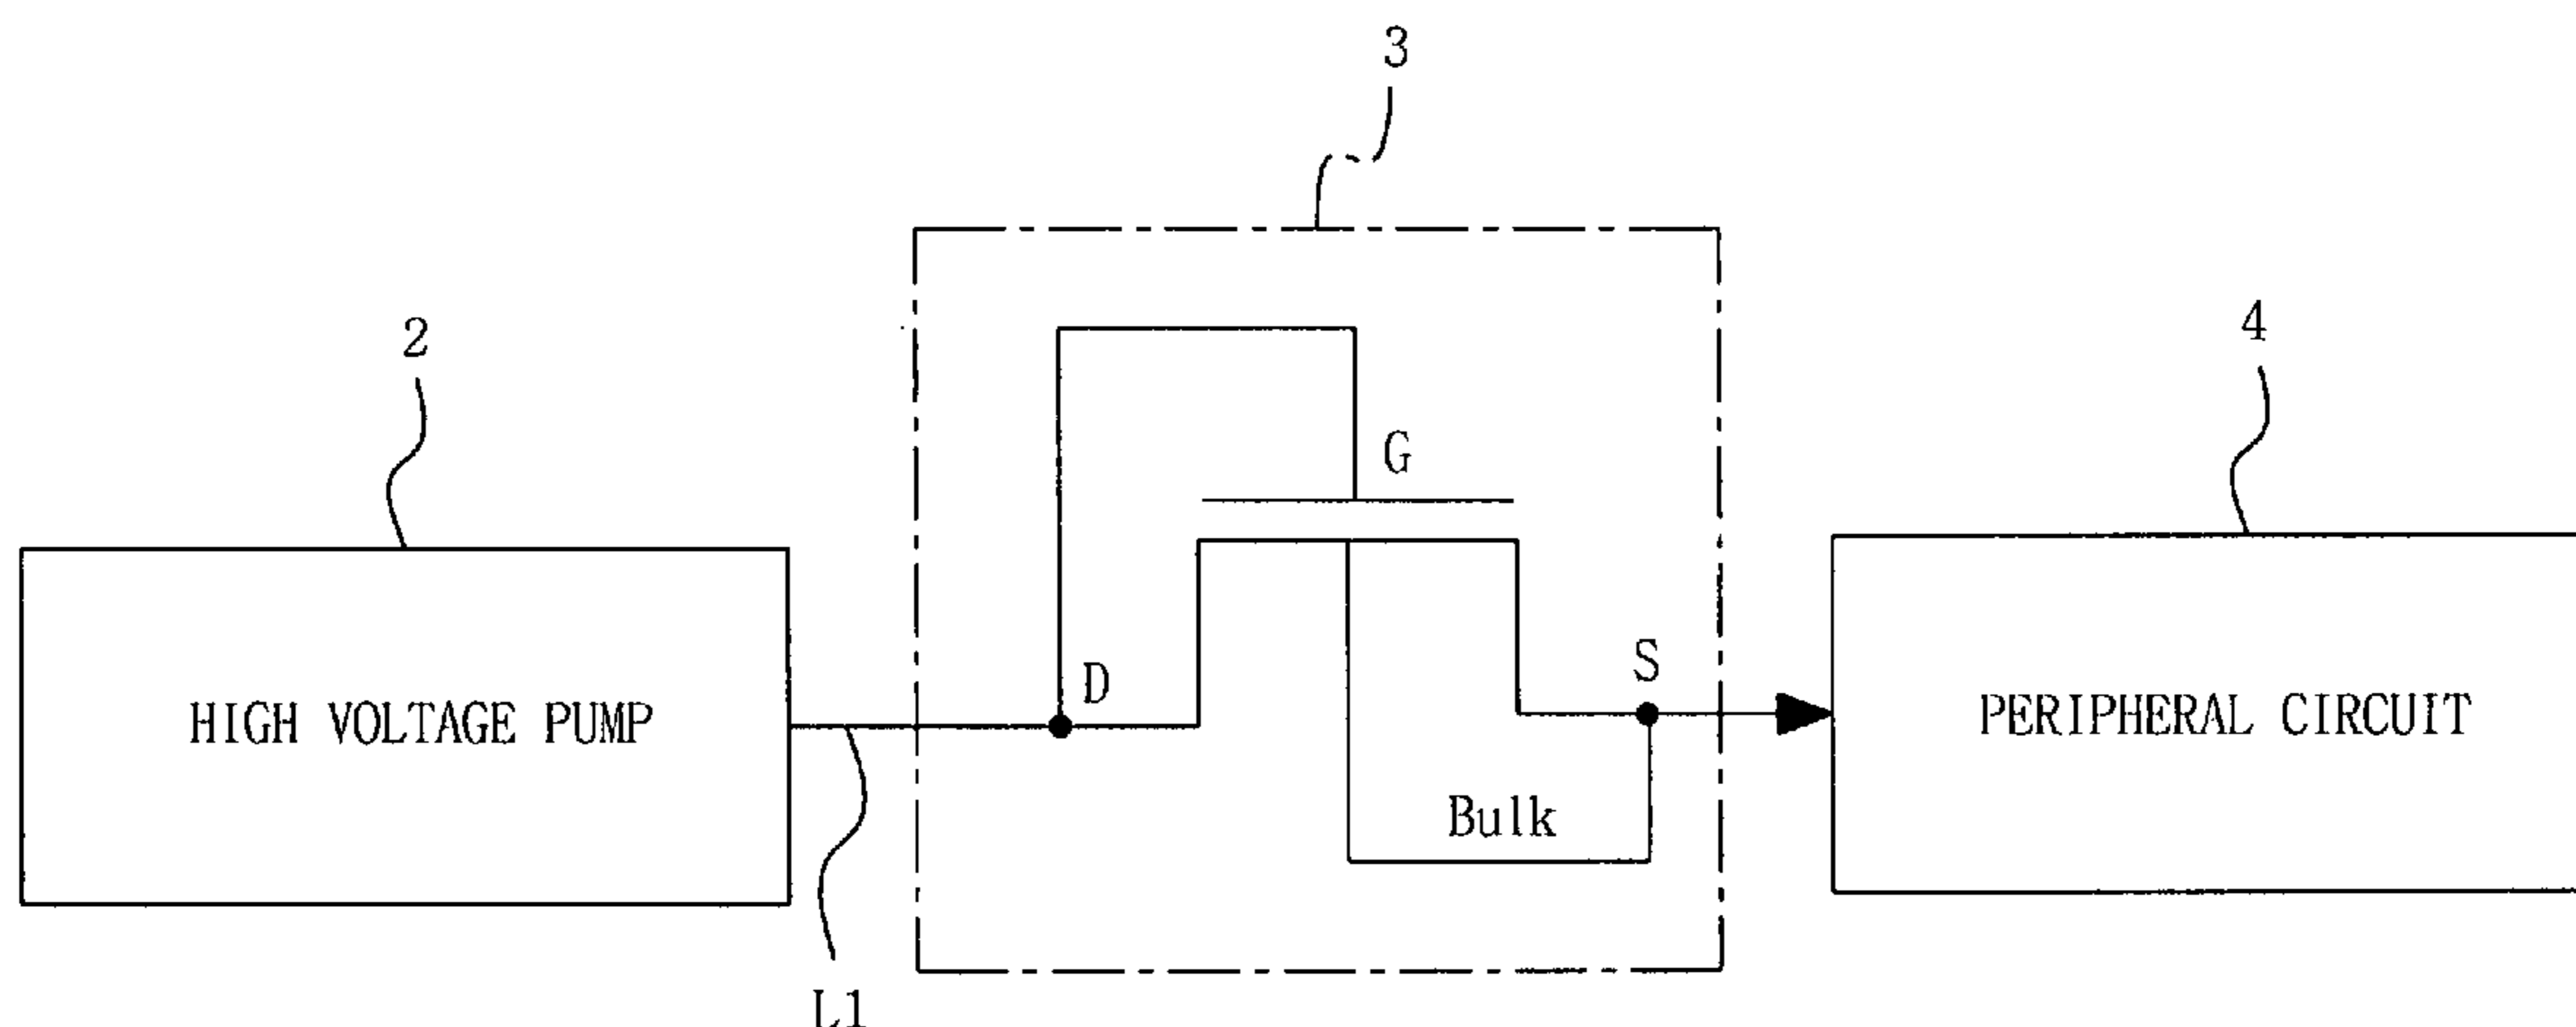 3
2
4
G
D
S
HIGH VOLTAGE PUMP
PERIPHERAL CIRCUIT
Bulk
L1